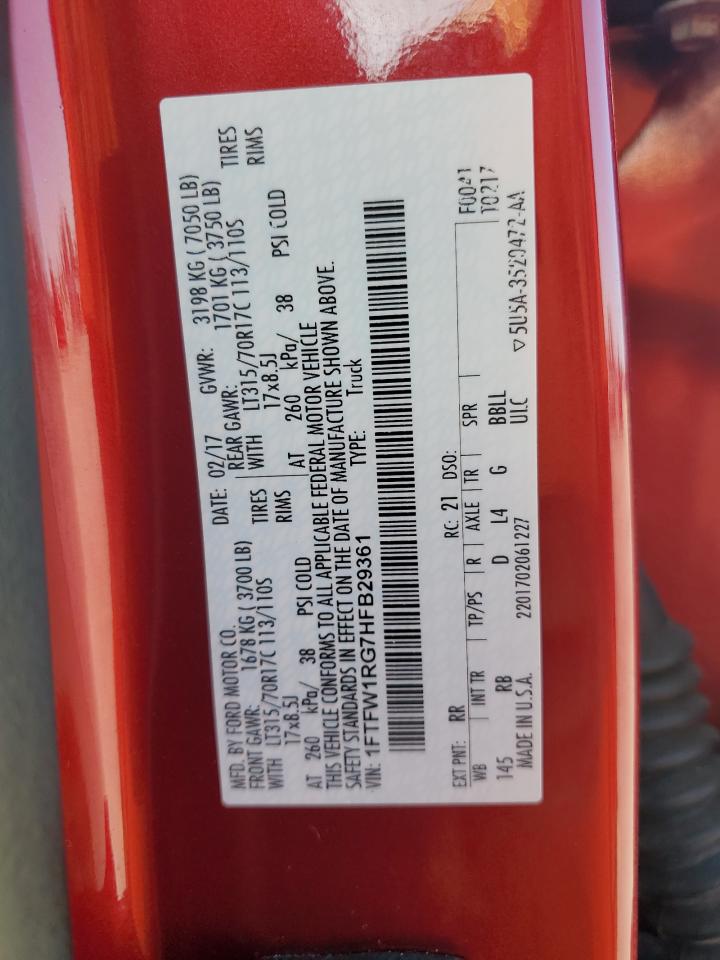 MFD. BY FORD MOTOR CO.
DATE: 02/17 GVWR: 3198 KG ( 7050 LB)
FRONT GAWR: 1678 KG ( 3700 LB)
REAR GAWR: 1701 KG ( 3750 LB)
WITH LT315/70R17C 113/110S TIRES
WITH LT315/70R17C 113/110S TIRES
17x8.5J RIMS
17x8.5J RIMS
AT 260 kPa/ 38 PSI COLD
AT 260 kPa/ 38 PSI COLD
THIS VEHICLE CONFORMS TO ALL APPLICABLE FEDERAL MOTOR VEHICLE
SAFETY STANDARDS IN EFFECT ON THE DATE OF MANUFACTURE SHOWN ABOVE.
VIN: 1FTFW1RG7HFB29361 TYPE: Truck
F0041
T0217
EXT PNT: RR RC: 21 DSO:
WB INT TR TP/PS R AXLE TR SPR
145 RB D L4 G BBLL
MADE IN U.S.A. 2201702061227 UI.C
▽ 5U5A-3520472-AA